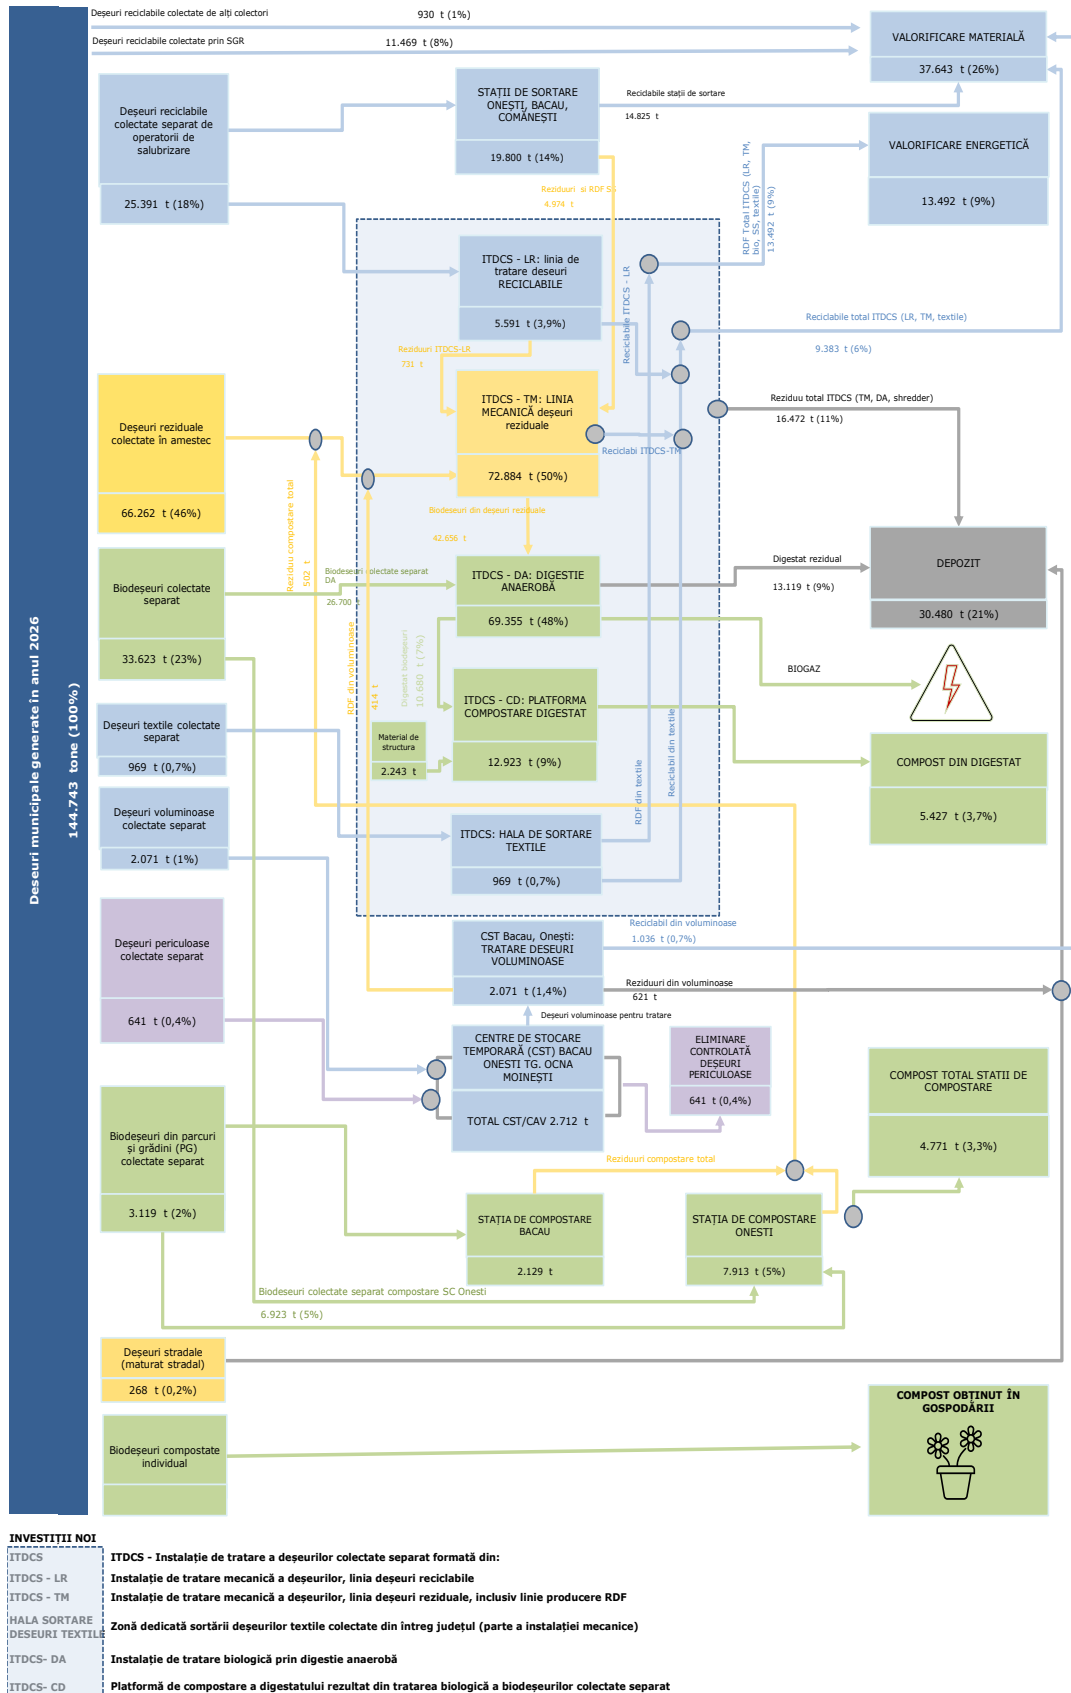 Deseuri municipale generate în anul 2026
144.743 tone (100%)
Deșeuri reciclabile colectate de alți colectori
930 t (1%)
Deșeuri reciclabile colectate prin SGR
11.469 t (8%)
VALORIFICARE MATERIALĂ
37.643 t (26%)
Deșeuri reciclabile
colectate separat de
operatorii de
salubrizare
25.391 t (18%)
STAȚII DE SORTARE
ONEȘTI, BACAU,
COMĂNEȘTI
19.800 t (14%)
Reciclabile stații de sortare
14.825 t
VALORIFICARE ENERGETICĂ
13.492 t (9%)
RDF Total ITDCS (LR, TM,
bio, SS, textile)
13.492 t (9%)
Reziduuri si RDF SS
4.974 t
ITDCS - LR: linia de
tratare deseuri
RECICLABILE
5.591 t (3,9%)
Reciclabile ITDCS - LR
Reciclabile total ITDCS (LR, TM, textile)
9.383 t (6%)
Reziduuri ITDCS-LR
731 t
ITDCS - TM: LINIA
MECANICĂ deșeuri
reziduale
72.884 t (50%)
Reciclabi ITDCS-TM
Reziduu total ITDCS (TM, DA, shredder)
16.472 t (11%)
Deșeuri reziduale
colectate în amestec
66.262 t (46%)
Reziduu compostare total
502 t
Biodeseuri din deșeuri reziduale
42.656 t
Biodeșeuri colectate
separat
33.623 t (23%)
Biodeseuri colectate separat
DA
26.700 t
ITDCS - DA: DIGESTIE
ANAEROBĂ
69.355 t (48%)
Digestat rezidual
13.119 t (9%)
DEPOZIT
30.480 t (21%)
RDF din voluminoase
414 t
Digestat biodeseuri
10.680 t (7%)
BIOGAZ
ITDCS - CD: PLATFORMA
COMPOSTARE DIGESTAT
12.923 t (9%)
Material de
structura
2.243 t
Deșeuri textile colectate
separat
969 t (0,7%)
RDF din textile
Reciclabil din textile
COMPOST DIN DIGESTAT
5.427 t (3,7%)
Deșeuri voluminoase
colectate separat
2.071 t (1%)
ITDCS: HALA DE SORTARE
TEXTILE
969 t (0,7%)
Deșeuri periculoase
colectate separat
641 t (0,4%)
CST Bacau, Onești:
TRATARE DESEURI
VOLUMINOASE
2.071 t (1,4%)
Reciclabil din voluminoase
1.036 t (0,7%)
Reziduuri din voluminoase
621 t
Deșeuri voluminoase pentru tratare
CENTRE DE STOCARE
TEMPORARĂ (CST) BACAU
ONESTI TG. OCNA
MOINEȘTI
TOTAL CST/CAV 2.712 t
ELIMINARE
CONTROLATĂ
DEȘEURI
PERICULOASE
641 t (0,4%)
COMPOST TOTAL STATII DE
COMPOSTARE
4.771 t (3,3%)
Biodeșeuri din parcuri
și grădini (PG)
colectate separat
3.119 t (2%)
Reziduuri compostare total
STAȚIA DE COMPOSTARE
BACAU
2.129 t
STAȚIA DE COMPOSTARE
ONESTI
7.913 t (5%)
Biodeseuri colectate separat compostare SC Onesti
6.923 t (5%)
Deșeuri stradale
(maturat stradal)
268 t (0,2%)
Biodeșeuri compostate
individual
COMPOST OBȚINUT ÎN
GOSPODĂRII
INVESTIȚII NOI
ITDCS ITDCS - Instalație de tratare a deșeurilor colectate separat formată din:
ITDCS - LR Instalație de tratare mecanică a deșeurilor, linia deșeuri reciclabile
ITDCS - TM Instalație de tratare mecanică a deșeurilor, linia deșeuri reziduale, inclusiv linie producere RDF
HALA SORTARE
DESEURI TEXTILE Zonă dedicată sortării deșeurilor textile colectate din întreg județul (parte a instalației mecanice)
ITDCS- DA Instalație de tratare biologică prin digestie anaerobă
ITDCS- CD Platformă de compostare a digestatului rezultat din tratarea biologică a biodeșeurilor colectate separat